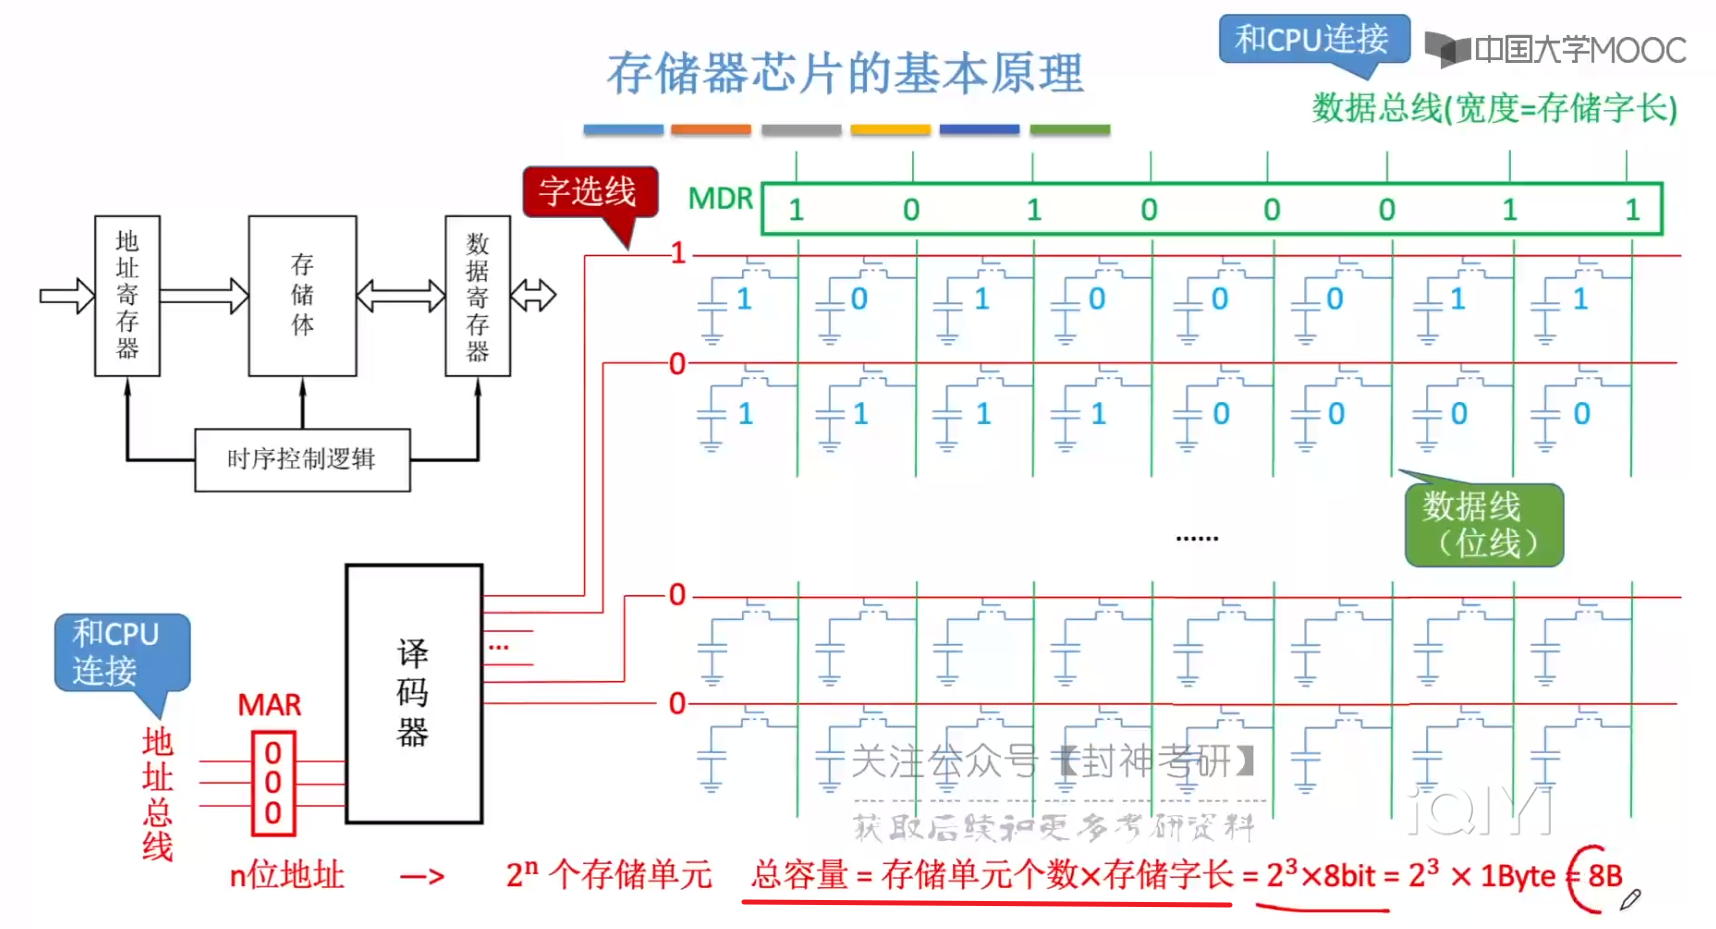 和CPU连接
中国大学MOOC
存储器芯片的基本原理
数据总线(宽度=存储字长)
字选线
MDR 1 0 1 0 0 0 1 1
1
1 0 1 0 0 0 1 1
0
1 1 1 1 0 0 0 0
地址寄存器
存储体
数据寄存器
时序控制逻辑
数据线
（位线）
......
0
0
译码器
...
和CPU
连接
MAR
0
0
0
地址总线
关注公众号【封神考研】
获取后续和更多考研资料
iQIYI
n位地址 —> 2ⁿ 个存储单元 总容量 = 存储单元个数×存储字长 = 2³×8bit = 2³ × 1Byte = 8B